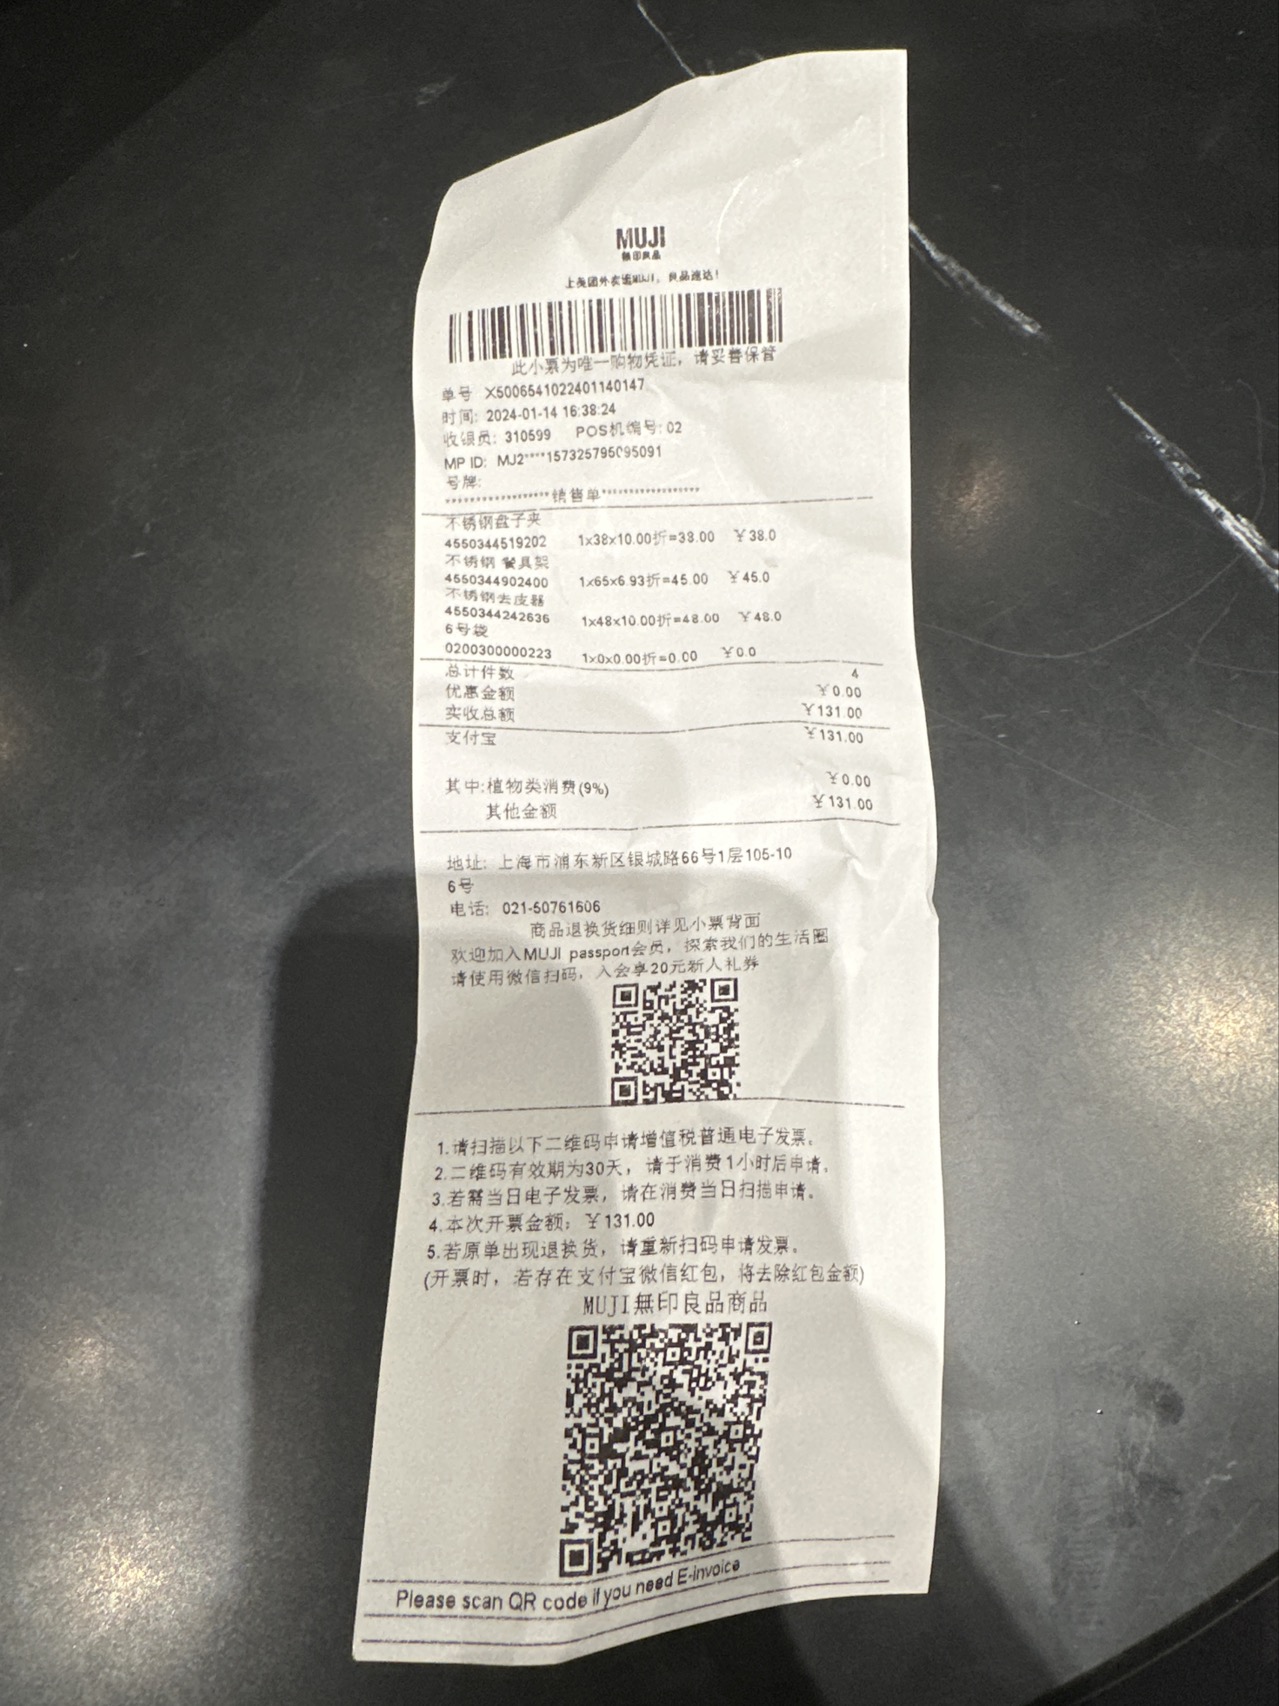 MUJI
無印良品
上美团外卖逛MUJI，良品速达！
此小票为唯一购物凭证，请妥善保管
单号 X5006541022401140147
时间: 2024-01-14 16:38:24
收银员: 310599 POS机编号: 02
MP ID: MJ2****157325795095091
号牌:
******************销售单*****************
不锈钢盘子夹
4550344519202 1x38x10.00折=38.00 ￥38.0
不锈钢 餐具架
4550344902400 1x65x6.93折=45.00 ￥45.0
不锈钢去皮器
4550344242636 1x48x10.00折=48.00 ￥48.0
6号袋
0200300000223 1x0x0.00折=0.00 ￥0.0
总计件数 4
优惠金额 ￥0.00
实收总额 ￥131.00
支付宝 ￥131.00
其中:植物类消费(9%) ￥0.00
其他金额 ￥131.00
地址: 上海市浦东新区银城路66号1层105-10
6号
电话: 021-50761606
商品退换货细则详见小票背面
欢迎加入MUJI passport会员，探索我们的生活圈
请使用微信扫码，入会享20元新人礼券
1.请扫描以下二维码申请增值税普通电子发票。
2.二维码有效期为30天，请于消费1小时后申请。
3.若需当日电子发票，请在消费当日扫描申请。
4.本次开票金额：￥131.00
5.若原单出现退换货，请重新扫码申请发票。
(开票时，若存在支付宝微信红包，将去除红包金额)
MUJI無印良品商品
Please scan QR code if you need E-invoice